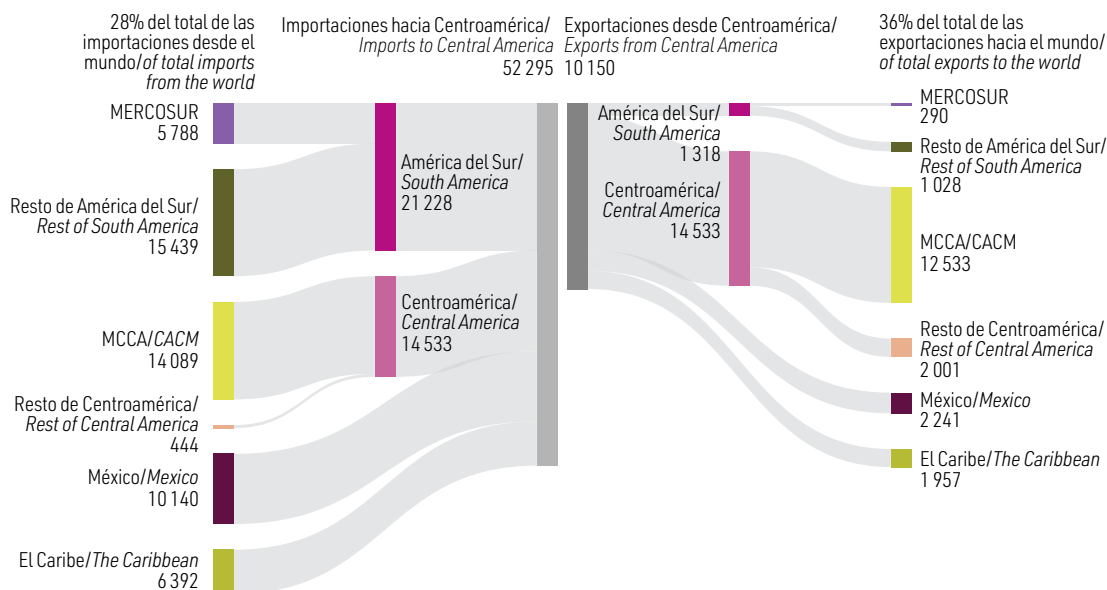 28% del total de las
importaciones desde el
mundo/of total imports
from the world
Importaciones hacia Centroamérica/
Imports to Central America
52 295
Exportaciones desde Centroamérica/
Exports from Central America
10 150
36% del total de las
exportaciones hacia el mundo/
of total exports to the world
MERCOSUR
5 788
Resto de América del Sur/
Rest of South America
15 439
MCCA/CACM
14 089
Resto de Centroamérica/
Rest of Central America
444
México/Mexico
10 140
El Caribe/The Caribbean
6 392
América del Sur/
South America
21 228
Centroamérica/
Central America
14 533
América del Sur/
South America
1 318
Centroamérica/
Central America
14 533
MERCOSUR
290
Resto de América del Sur/
Rest of South America
1 028
MCCA/CACM
12 533
Resto de Centroamérica/
Rest of Central America
2 001
México/Mexico
2 241
El Caribe/The Caribbean
1 957